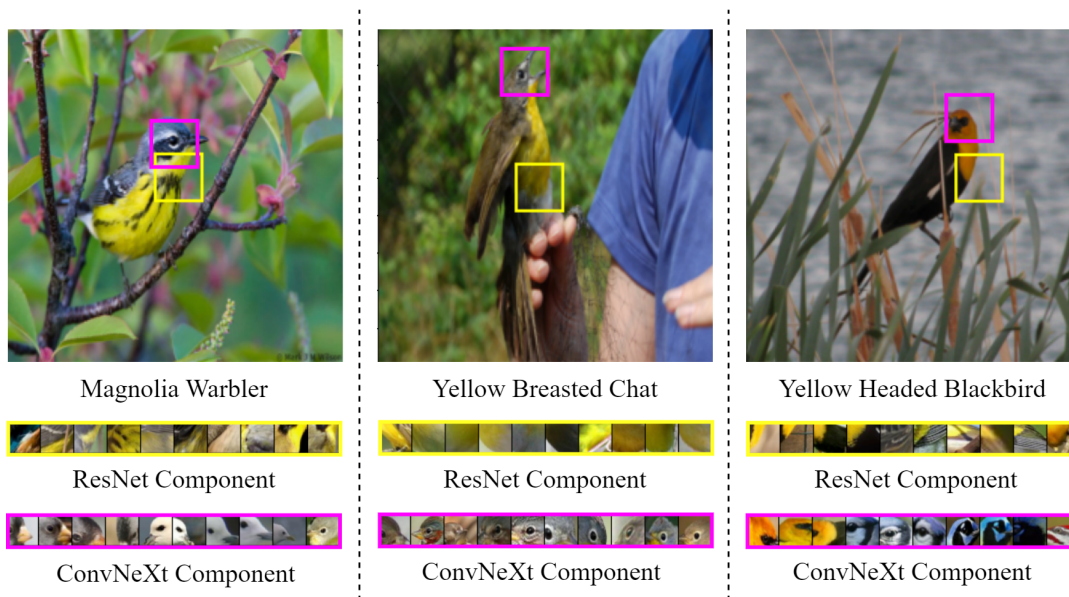 Magnolia Warbler
ResNet Component
ConvNeXt Component
Yellow Breasted Chat
ResNet Component
ConvNeXt Component
Yellow Headed Blackbird
ResNet Component
ConvNeXt Component